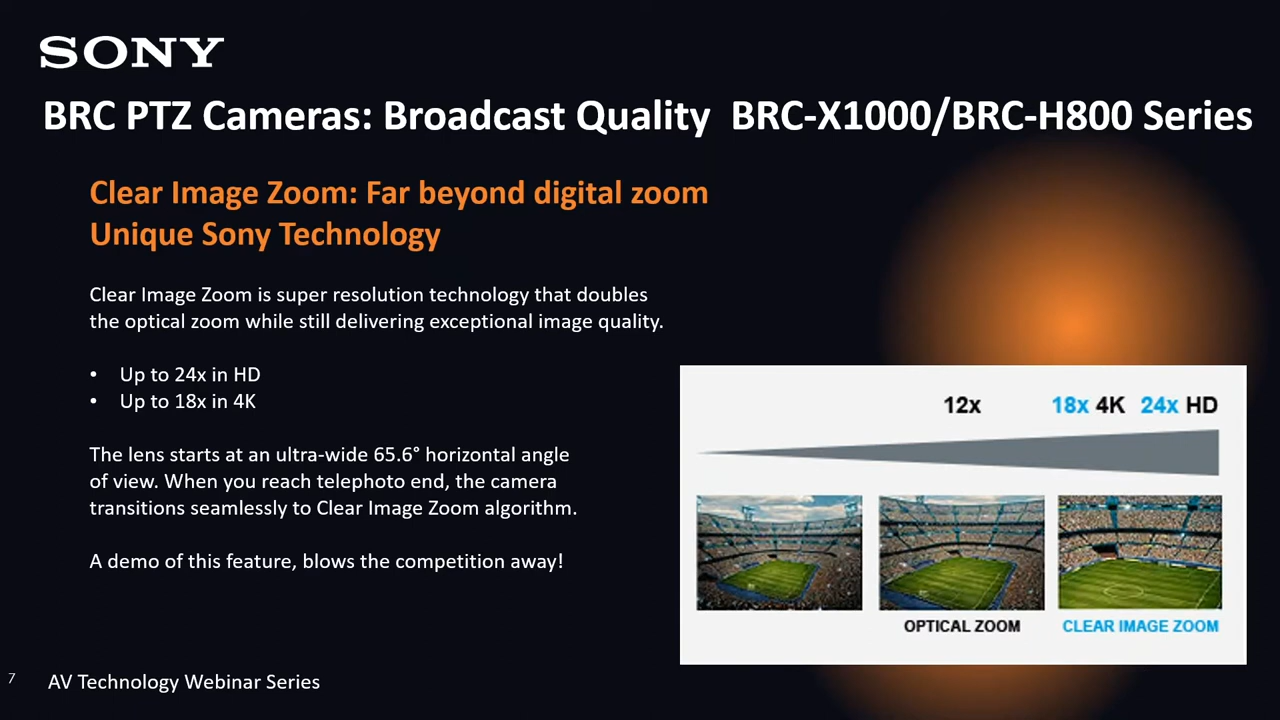 SONY
BRC PTZ Cameras: Broadcast Quality BRC-X1000/BRC-H800 Series
Clear Image Zoom: Far beyond digital zoom
Unique Sony Technology
Clear Image Zoom is super resolution technology that doubles
the optical zoom while still delivering exceptional image quality.
• Up to 24x in HD
• Up to 18x in 4K
The lens starts at an ultra-wide 65.6° horizontal angle
of view. When you reach telephoto end, the camera
transitions seamlessly to Clear Image Zoom algorithm.
A demo of this feature, blows the competition away!
12x 18x 4K 24x HD
OPTICAL ZOOM CLEAR IMAGE ZOOM
7 AV Technology Webinar Series